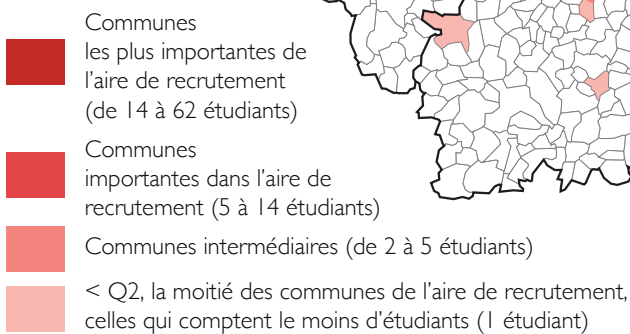 Communes
les plus importantes de
l'aire de recrutement
(de 14 à 62 étudiants)
Communes
importantes dans l'aire de
recrutement (5 à 14 étudiants)
Communes intermédiaires (de 2 à 5 étudiants)
< Q2, la moitié des communes de l'aire de recrutement,
celles qui comptent le moins d'étudiants (1 étudiant)